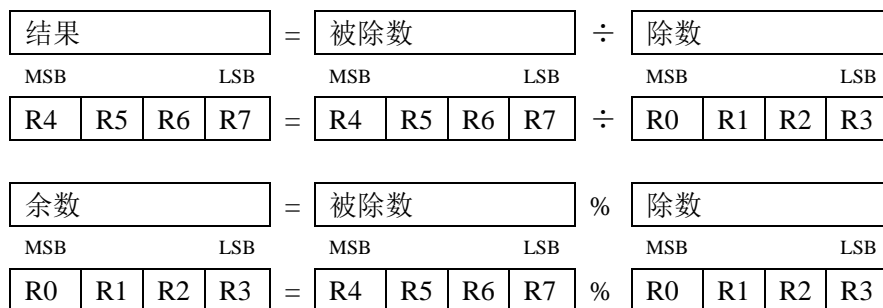 结果 = 被除数 ÷ 除数
MSB LSB MSB LSB MSB LSB
R4 R5 R6 R7 = R4 R5 R6 R7 ÷ R0 R1 R2 R3
余数 = 被除数 % 除数
MSB LSB MSB LSB MSB LSB
R0 R1 R2 R3 = R4 R5 R6 R7 % R0 R1 R2 R3